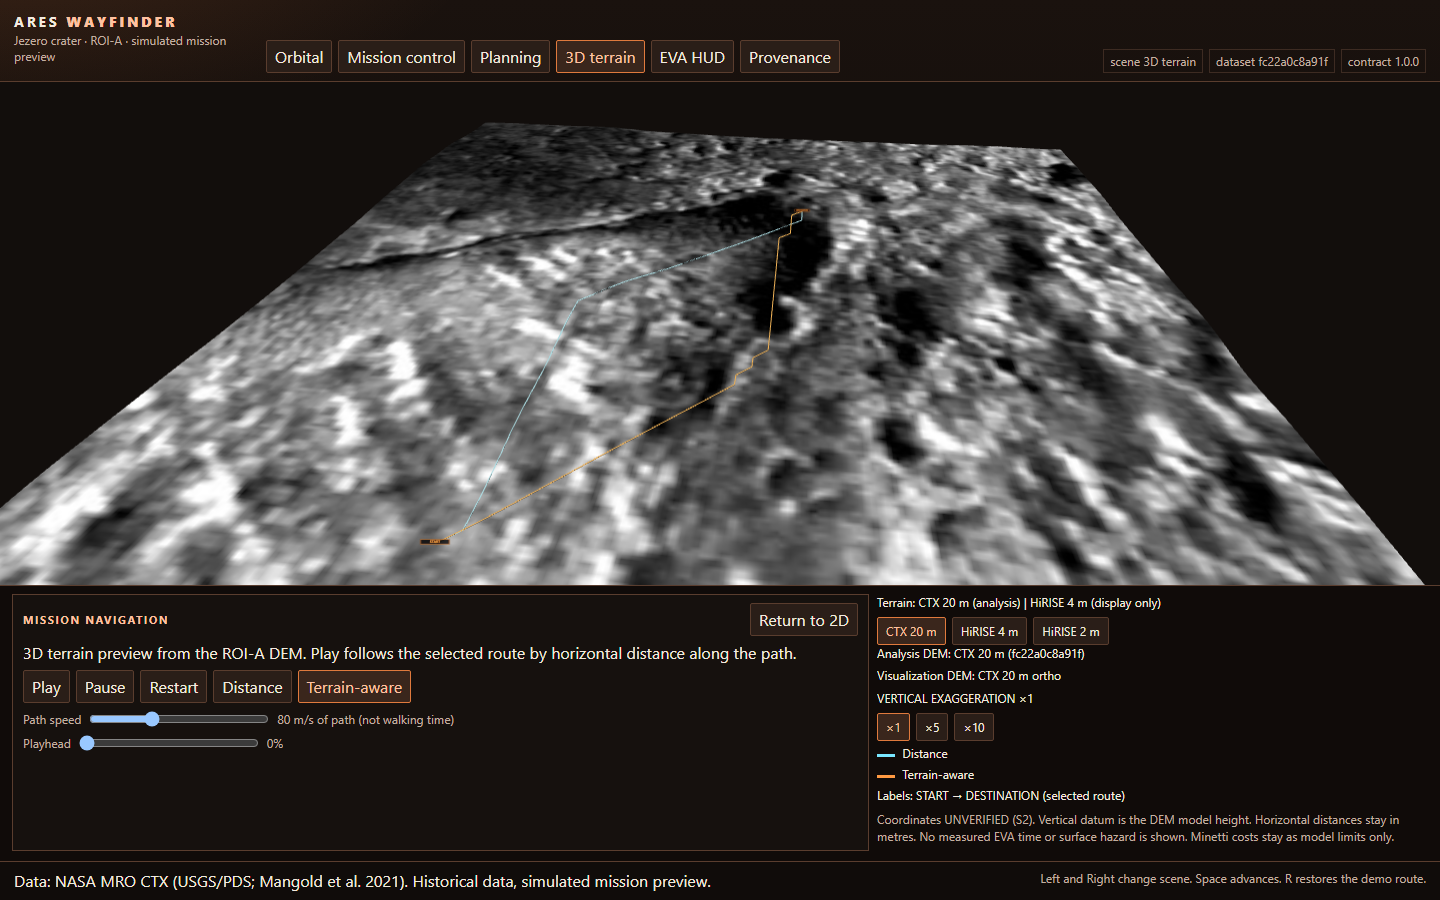 ARES WAYFINDER
Jezero crater · ROI-A · simulated mission
preview
Orbital
Mission control
Planning
3D terrain
EVA HUD
Provenance
scene 3D terrain
dataset fc22a0c8a91f
contract 1.0.0
MISSION NAVIGATION
Return to 2D
3D terrain preview from the ROI-A DEM. Play follows the selected route by horizontal distance along the path.
Play
Pause
Restart
Distance
Terrain-aware
Path speed
80 m/s of path (not walking time)
Playhead
0%
Terrain: CTX 20 m (analysis) | HiRISE 4 m (display only)
CTX 20 m
HiRISE 4 m
HiRISE 2 m
Analysis DEM: CTX 20 m (fc22a0c8a91f)
Visualization DEM: CTX 20 m ortho
VERTICAL EXAGGERATION ×1
×1
×5
×10
Distance
Terrain-aware
Labels: START → DESTINATION (selected route)
Coordinates UNVERIFIED (S2). Vertical datum is the DEM model height. Horizontal distances stay in
metres. No measured EVA time or surface hazard is shown. Minetti costs stay as model limits only.
Data: NASA MRO CTX (USGS/PDS; Mangold et al. 2021). Historical data, simulated mission preview.
Left and Right change scene. Space advances. R restores the demo route.